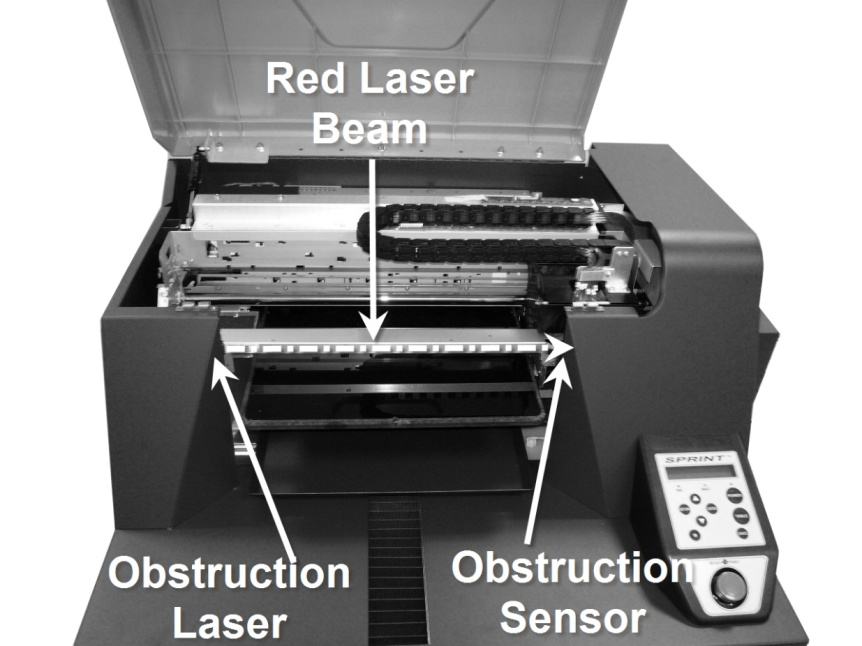 Red Laser
Beam
SPRINT
Obstruction
Laser
Obstruction
Sensor